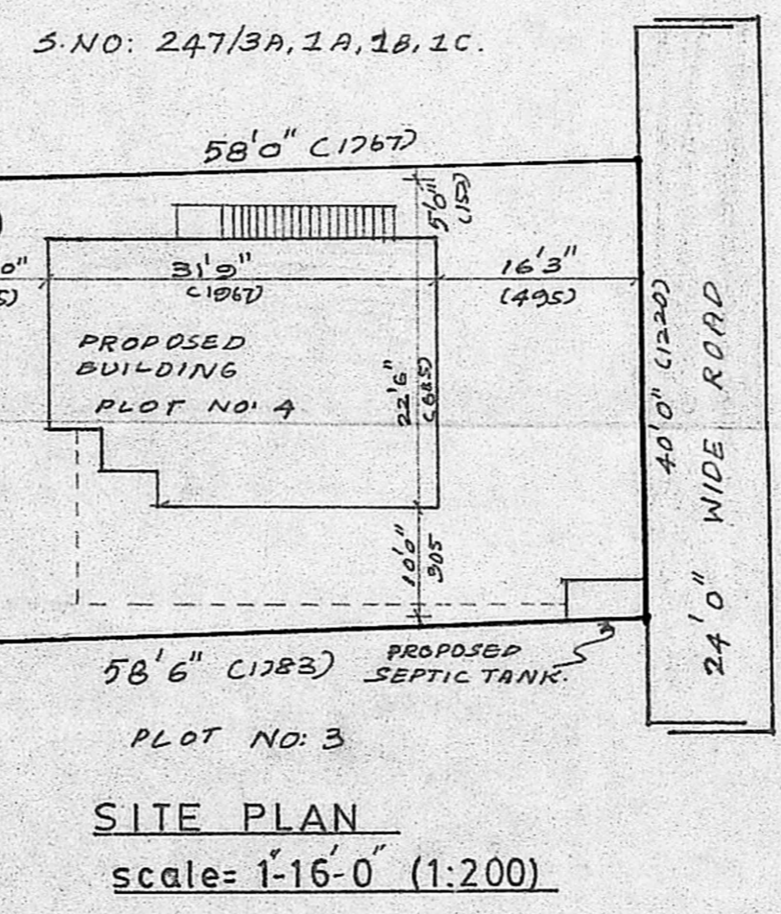 S.NO: 247/3A, 1A, 1B, 1C.
58'0" (1767)
5'0"
(152)
31'9"
(1967)
16'3"
(495)
PROPOSED
BUILDING
PLOT NO: 4
22'6"
(685)
40'0" (1220)
24'0" WIDE ROAD
10'0"
305
58'6" (1783)
PROPOSED
SEPTIC TANK.
PLOT NO: 3
SITE PLAN
scale= 1"-16'-0" (1:200)